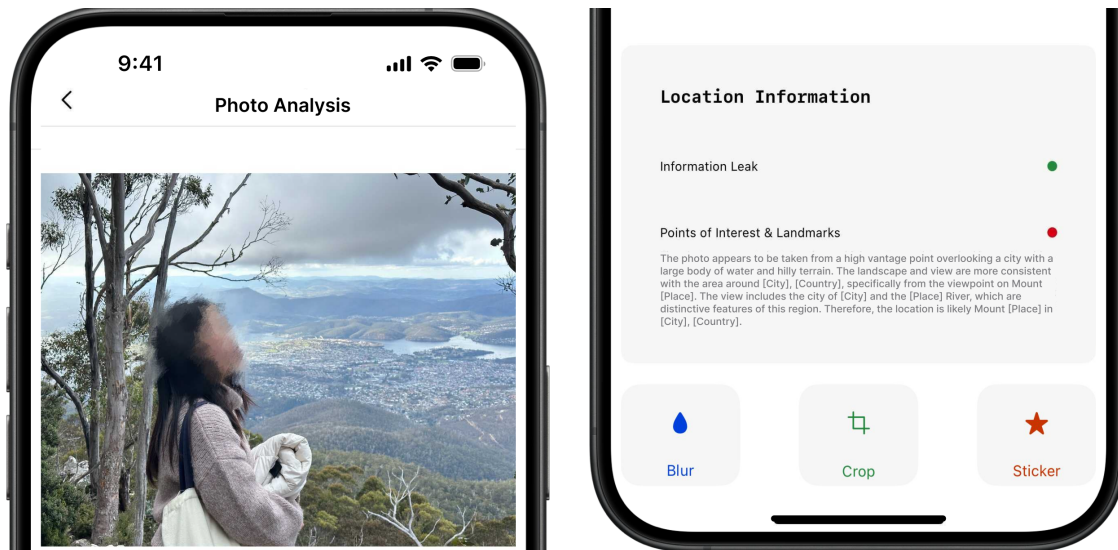 9:41
Photo Analysis
Location Information
Information Leak
Points of Interest & Landmarks
The photo appears to be taken from a high vantage point overlooking a city with a
large body of water and hilly terrain. The landscape and view are more consistent
with the area around [City], [Country], specifically from the viewpoint on Mount
[Place]. The view includes the city of [City] and the [Place] River, which are
distinctive features of this region. Therefore, the location is likely Mount [Place] in
[City], [Country].
Blur
Crop
Sticker